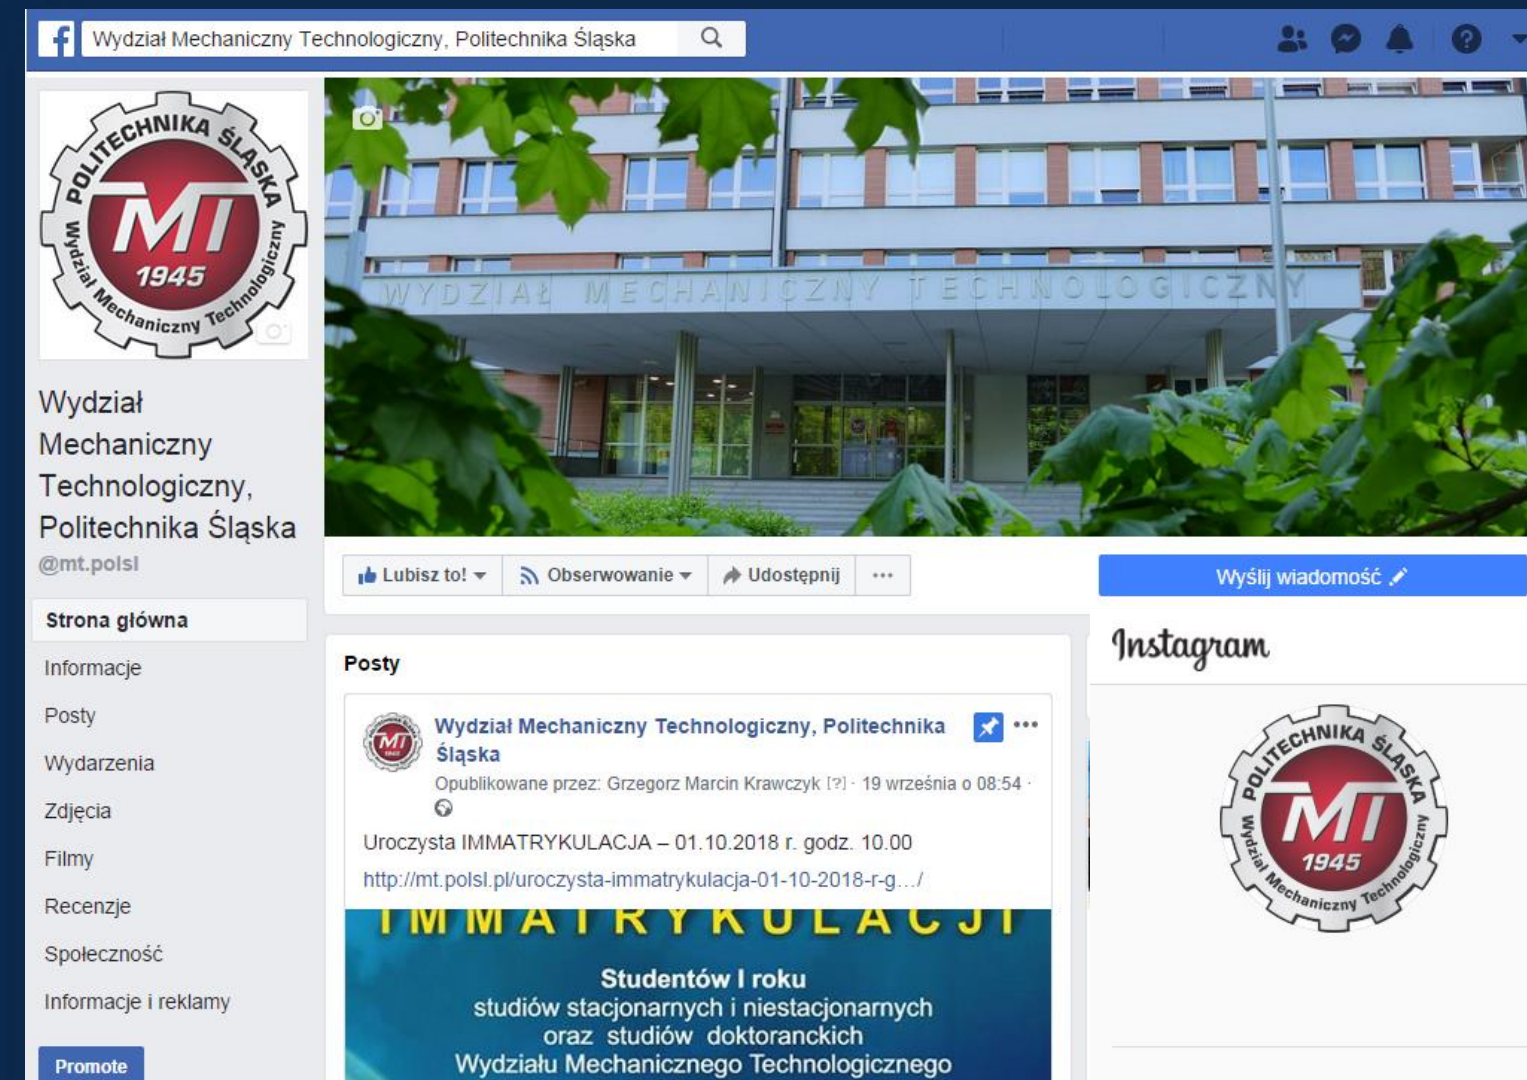 Wydział Mechaniczny Technologiczny, Politechnika Śląska
POLITECHNIKA ŚLĄSKA
MT
1945
Wydział Mechaniczny Technologiczny
WYDZIAŁ MECHANICZNY TECHNOLOGICZNY
Wydział
Mechaniczny
Technologiczny,
Politechnika Śląska
@mt.polsl
Lubisz to!
Obserwowanie
Udostępnij
Wyślij wiadomość
Strona główna
Informacje
Posty
Wydarzenia
Zdjęcia
Filmy
Recenzje
Społeczność
Informacje i reklamy
Promote
Posty
MT
Wydział Mechaniczny Technologiczny, Politechnika
Śląska
Opublikowane przez: Grzegorz Marcin Krawczyk [?] · 19 września o 08:54 ·
Uroczysta IMMATRYKULACJA – 01.10.2018 r. godz. 10.00
http://mt.polsl.pl/uroczysta-immatrykulacja-01-10-2018-r-g…/
IMMATRYKULACJI
Studentów I roku
studiów stacjonarnych i niestacjonarnych
oraz studiów doktoranckich
Wydziału Mechanicznego Technologicznego
Instagram
POLITECHNIKA ŚLĄSKA
MT
1945
Wydział Mechaniczny Technologiczny